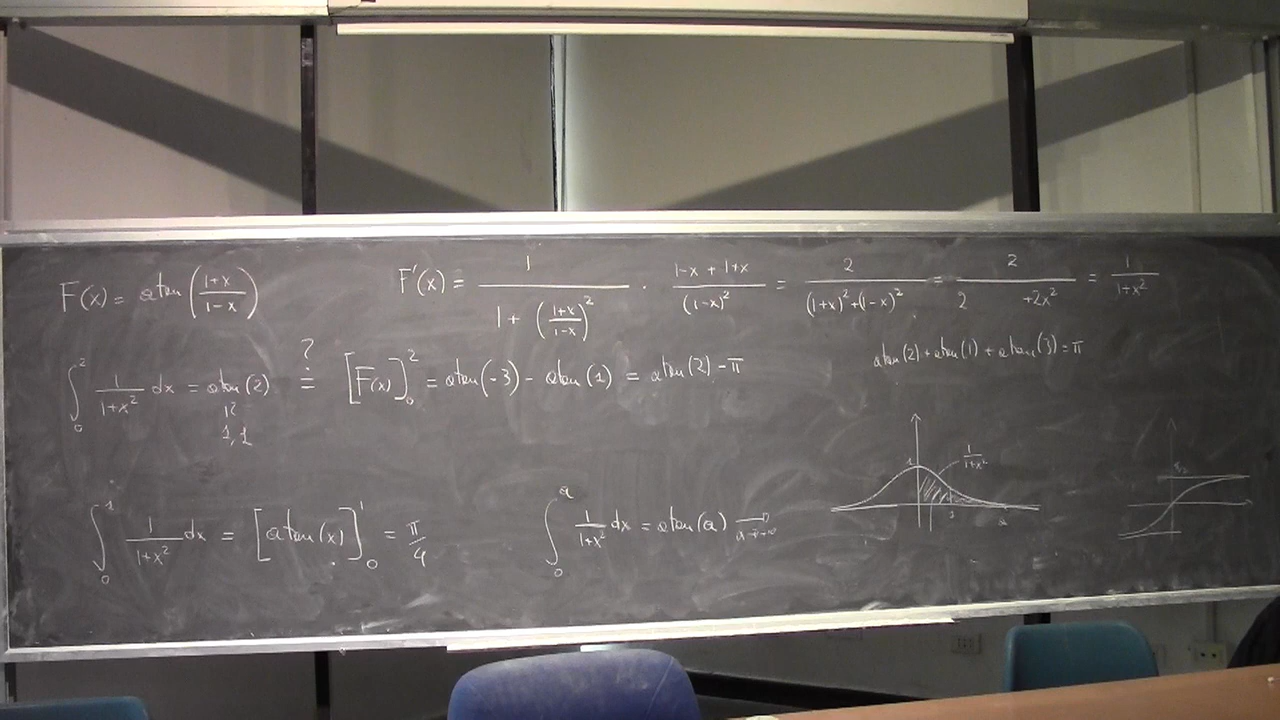 F(x) = atan((1+x)/(1-x))
F'(x) = 1/(1 + ((1+x)/(1-x))²) · (1-x + 1+x)/(1-x)² = 2/((1+x)²+(1-x)²) = 2/(2 +2x²) = 1/(1+x²)
∫₀² 1/(1+x²) dx = atan(2) ?= [F(x)]₀² = atan(-3) - atan(1) = atan(2) - π
atan(2) + atan(1) + atan(3) = π
1,1
1
1/(1+x²)
1
a
π/2
∫₀¹ 1/(1+x²) dx = [atan(x)]₀¹ = π/4
∫₀ᵃ 1/(1+x²) dx = atan(a) → a→+∞